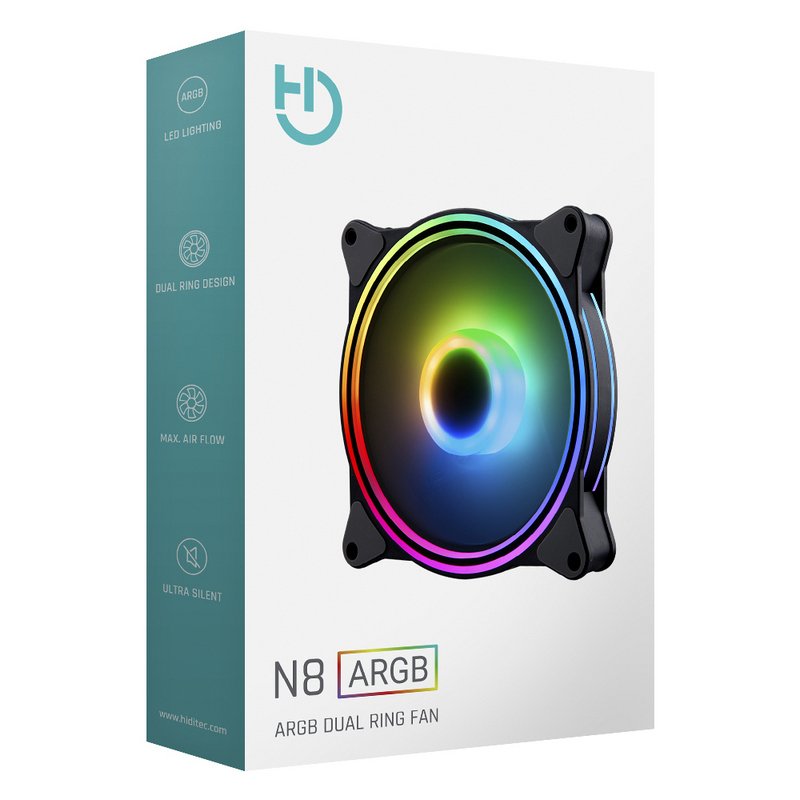 ARGB
LED LIGHTING
DUAL RING DESIGN
MAX. AIR FLOW
ULTRA SILENT
www.hiditec.com
HD
N8 ARGB
ARGB DUAL RING FAN